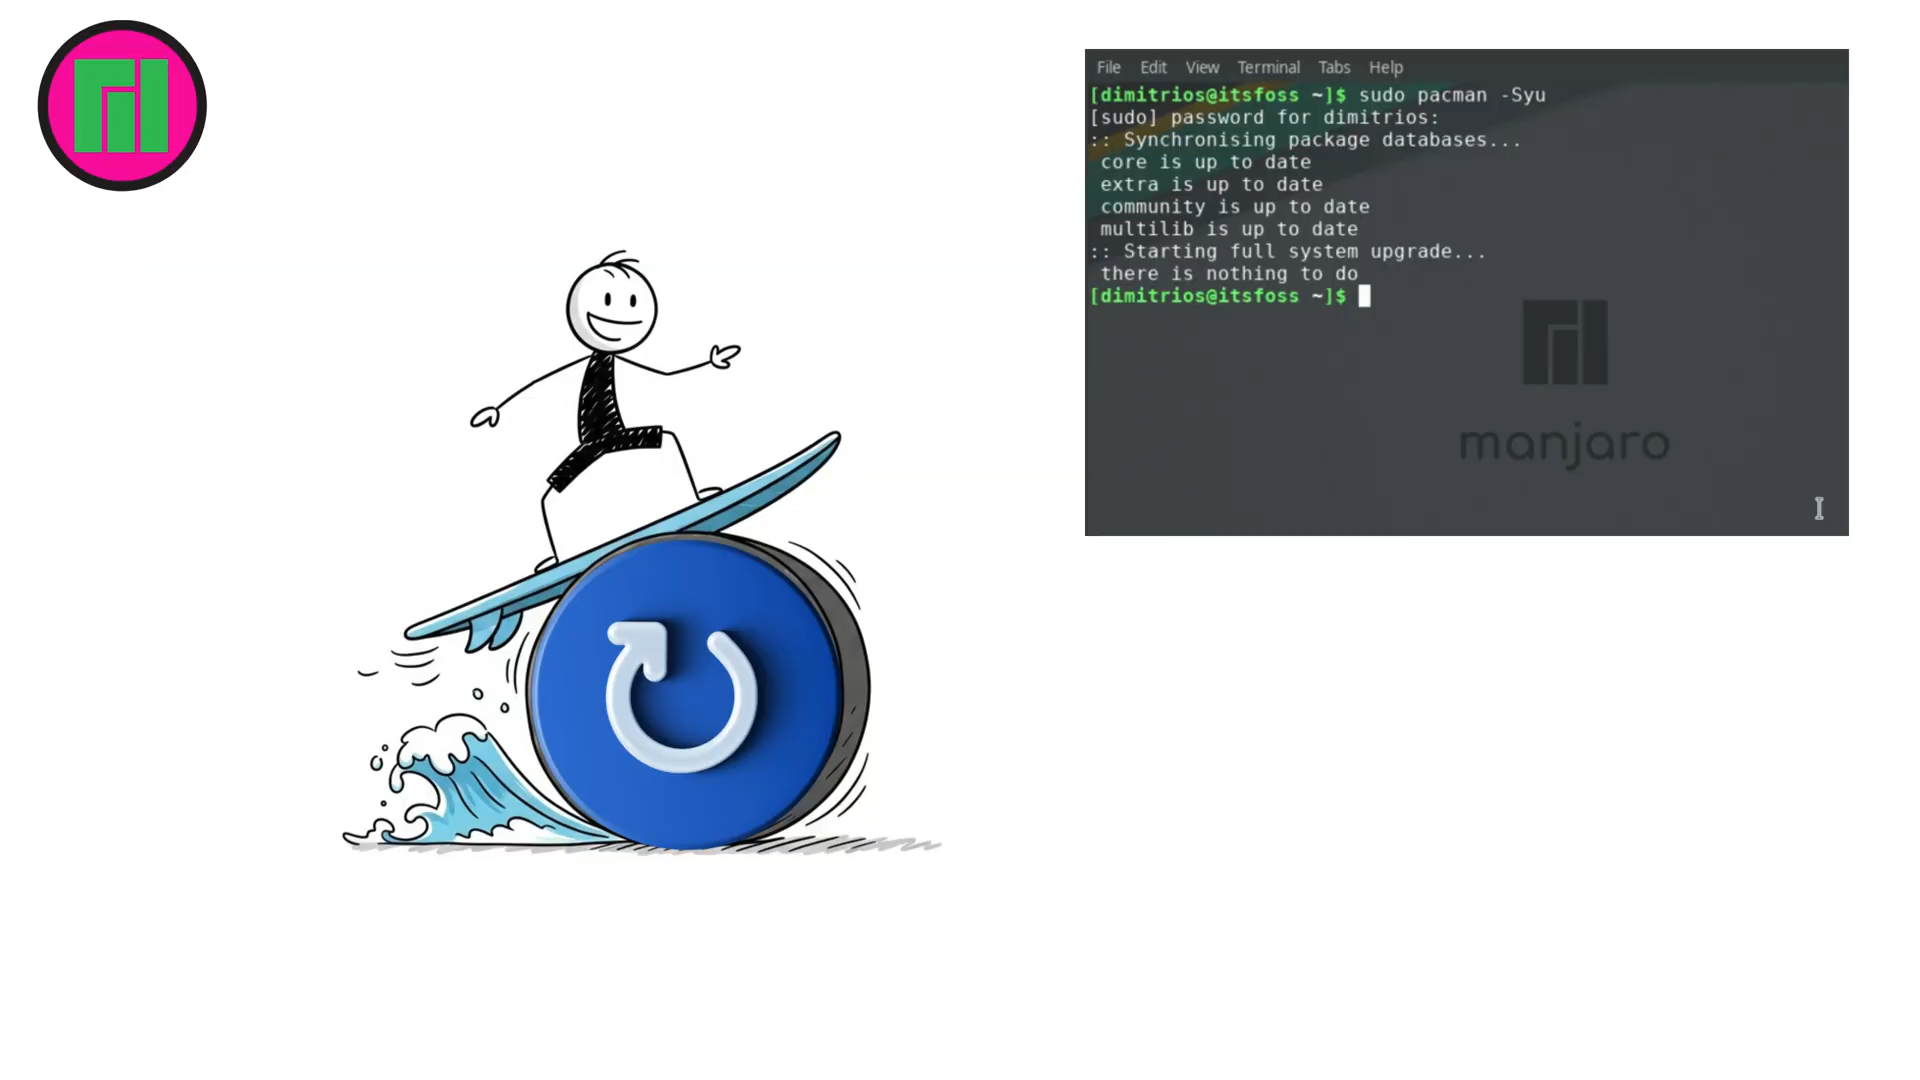 File Edit View Terminal Tabs Help
[dimitrios@itsfoss ~]$ sudo pacman -Syu
[sudo] password for dimitrios:
:: Synchronising package databases...
 core is up to date
 extra is up to date
 community is up to date
 multilib is up to date
:: Starting full system upgrade...
 there is nothing to do
[dimitrios@itsfoss ~]$
manjaro